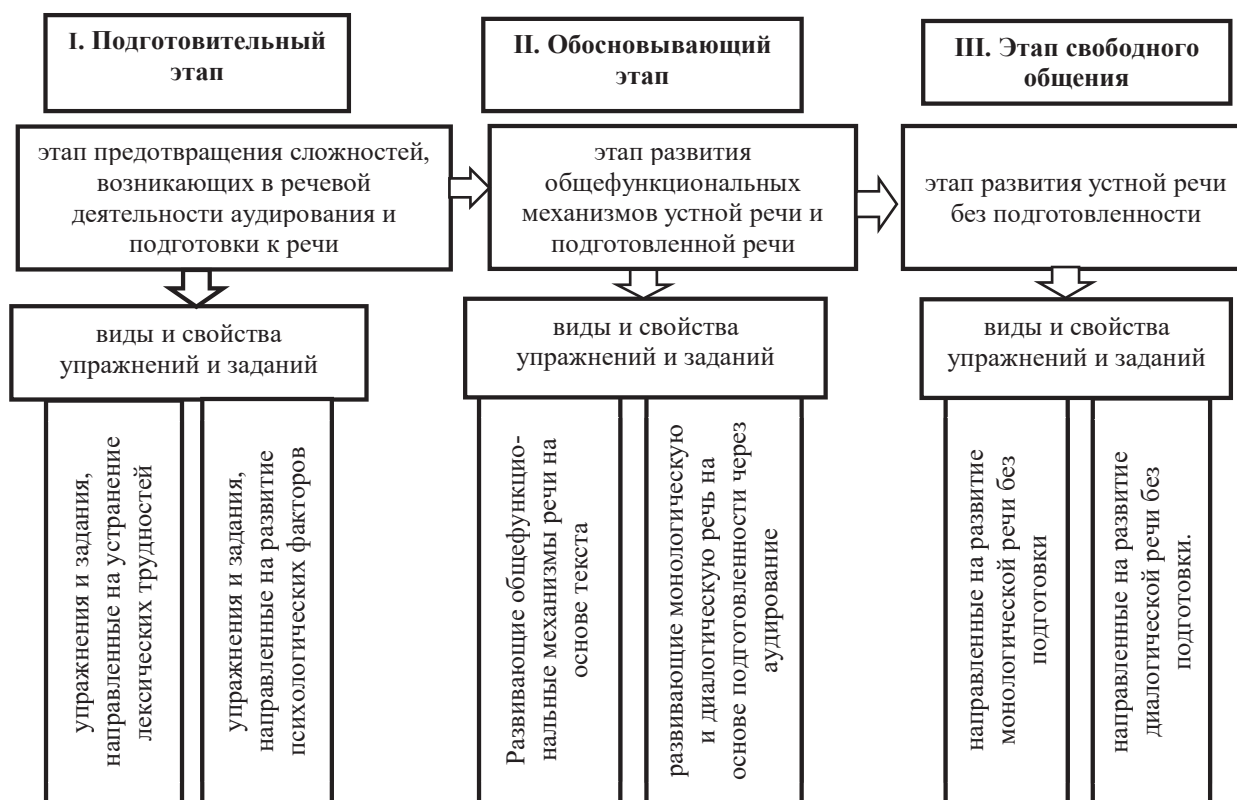 I. Подготовительный
этап
II. Обосновывающий
этап
III. Этап свободного
общения
этап предотвращения сложностей,
возникающих в речевой
деятельности аудирования и
подготовки к речи
этап развития
общефункциональных
механизмов устной речи и
подготовленной речи
этап развития устной речи
без подготовленности
виды и свойства
упражнений и заданий
виды и свойства
упражнений и заданий
виды и свойства
упражнений и заданий
упражнения и задания,
направленные на устранение
лексических трудностей
упражнения и задания,
направленные на развитие
психологических факторов
Развивающие общефункцио-
нальные механизмы речи на
основе текста
развивающие монологическую
и диалогическую речь на
основе подготовленности через
аудирование
направленные на развитие
монологической речи без
подготовки
направленные на развитие
диалогической речи без
подготовки.